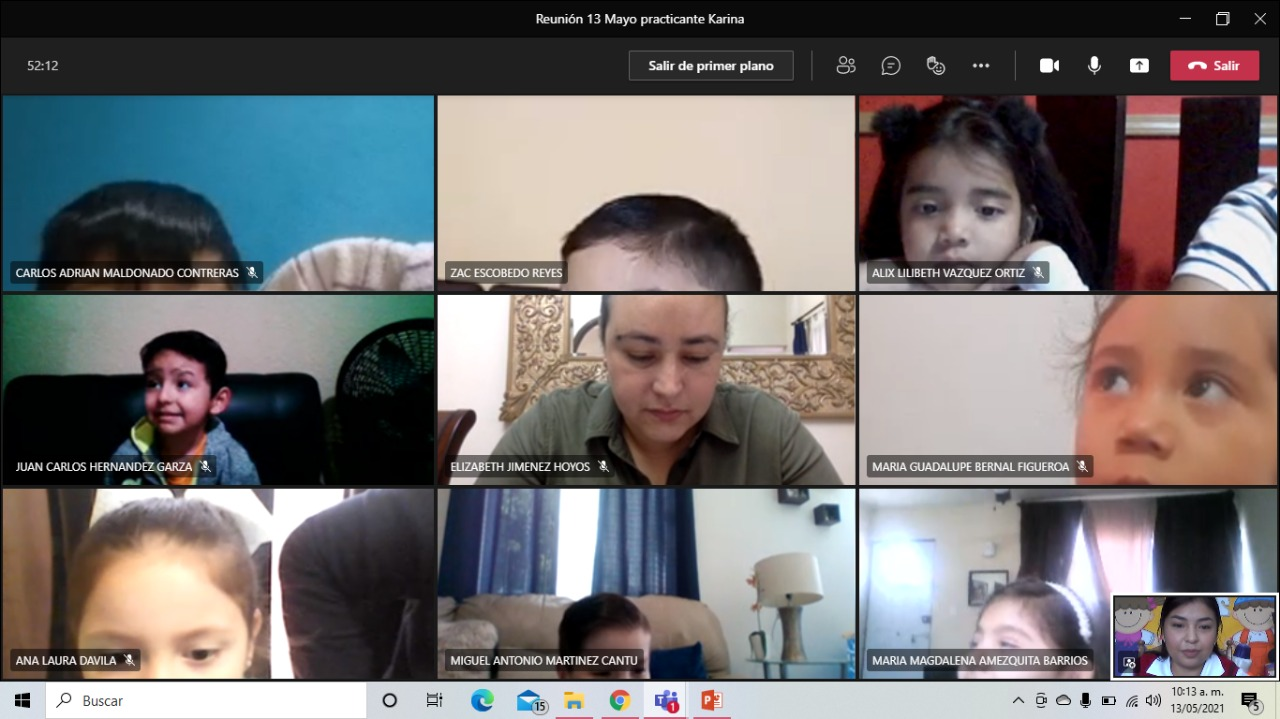 Reunión 13 Mayo practicante Karina
52:12
Salir de primer plano
Salir
CARLOS ADRIAN MALDONADO CONTRERAS
ZAC ESCOBEDO REYES
ALIX LILIBETH VAZQUEZ ORTIZ
JUAN CARLOS HERNANDEZ GARZA
ELIZABETH JIMENEZ HOYOS
MARIA GUADALUPE BERNAL FIGUEROA
ANA LAURA DAVILA
MIGUEL ANTONIO MARTINEZ CANTU
MARIA MAGDALENA AMEZQUITA BARRIOS
Buscar
15
1
10:13 a. m.
13/05/2021
5